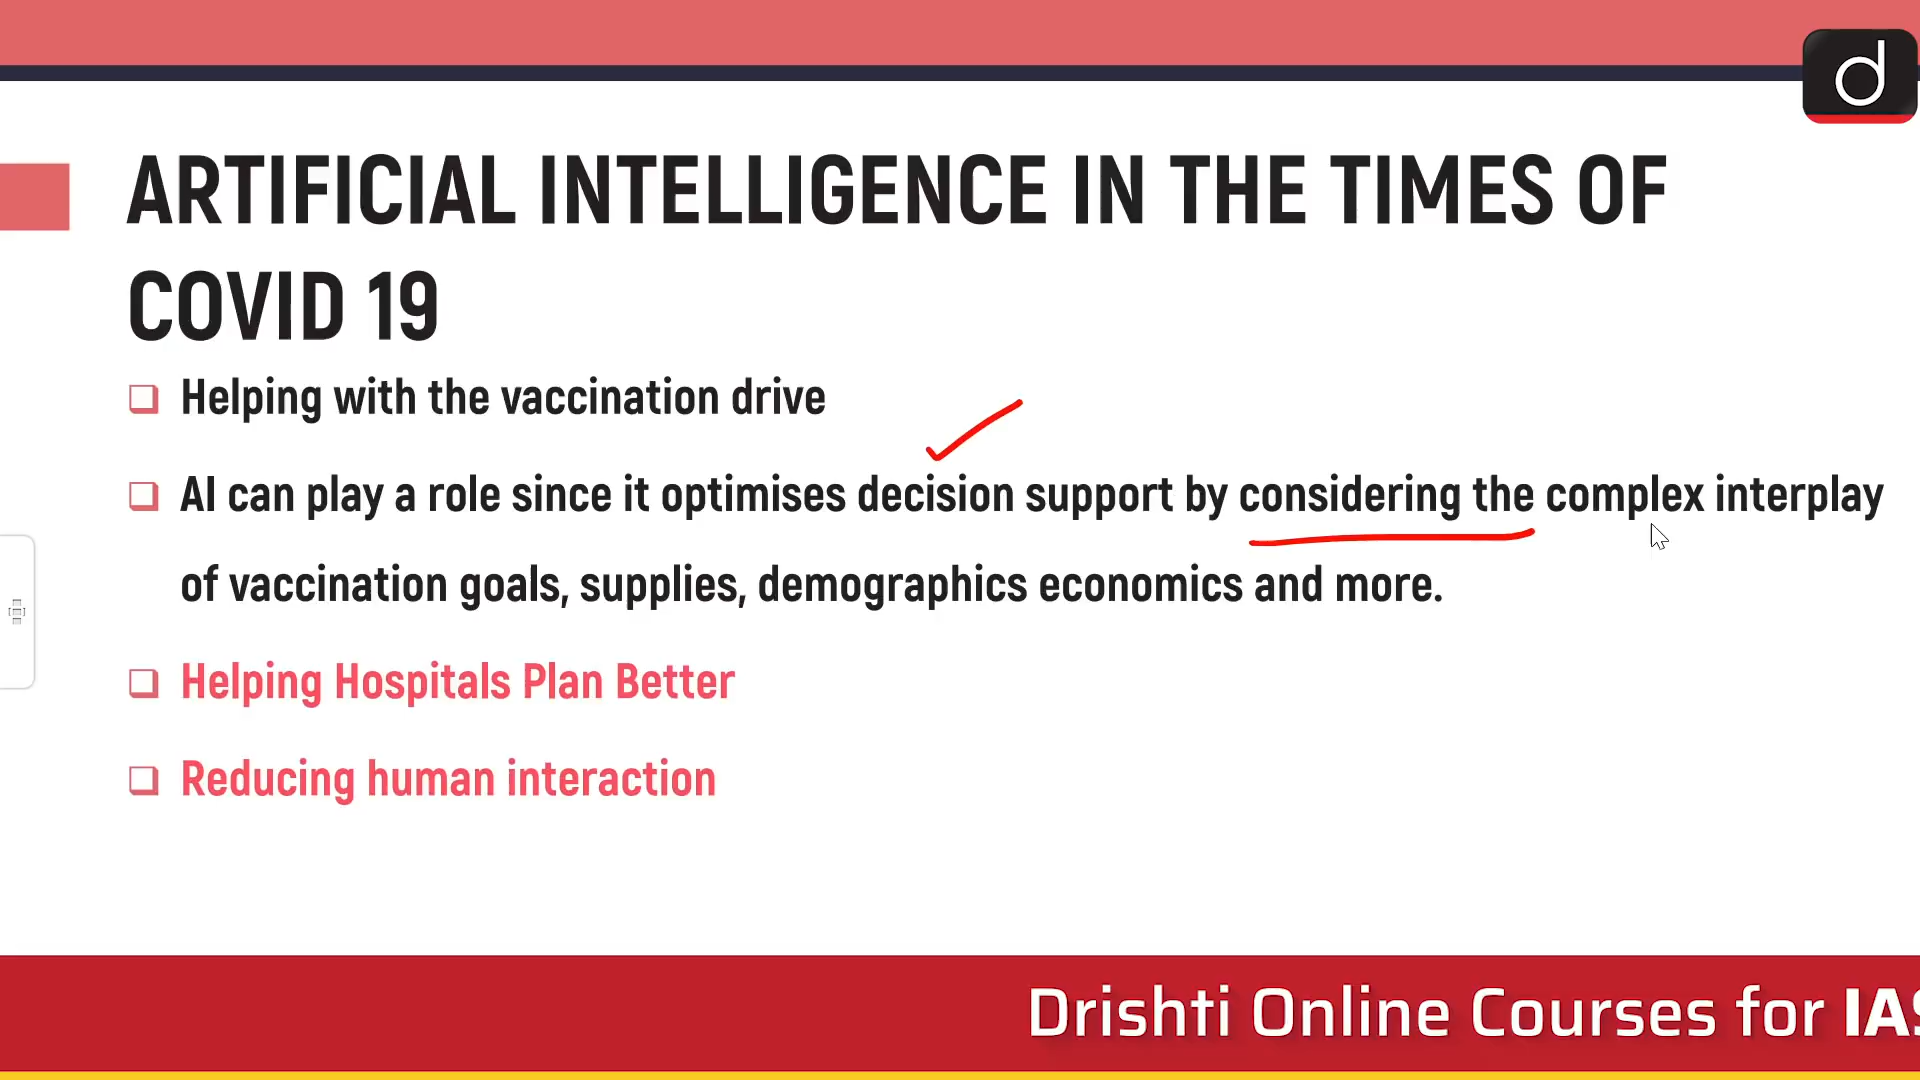 d
ARTIFICIAL INTELLIGENCE IN THE TIMES OF
COVID 19
Helping with the vaccination drive
AI can play a role since it optimises decision support by considering the complex interplay
of vaccination goals, supplies, demographics economics and more.
Helping Hospitals Plan Better
Reducing human interaction
Drishti Online Courses for IAS